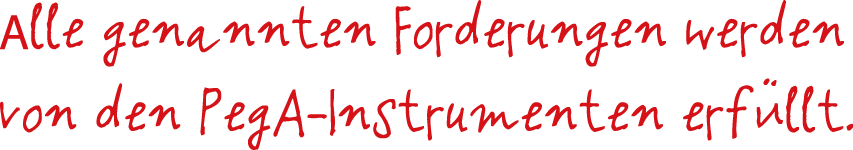 Alle genannten Forderungen werden
von den PegA-Instrumenten erfüllt.